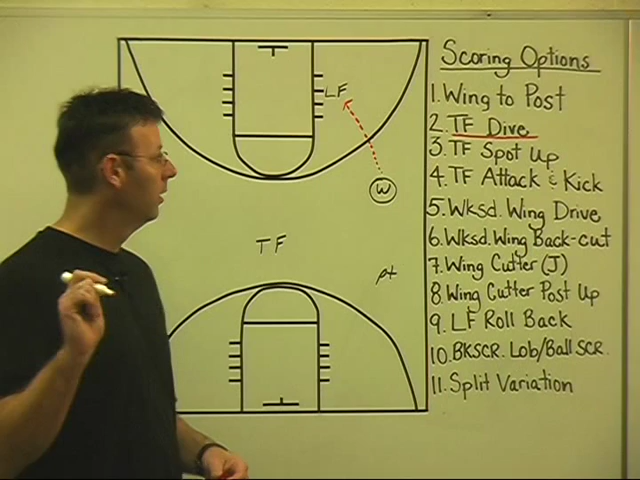 Scoring Options
1. Wing to Post
2. TF Dive
3. TF Spot Up
4. TF Attack & Kick
5. Wksd. Wing Drive
6. Wksd. Wing Back-cut
7. Wing Cutter (J)
8. Wing Cutter Post Up
9. LF Roll Back
10. BKSCR. Lob/Ball SCR.
11. Split Variation
LF
W
TF
pt